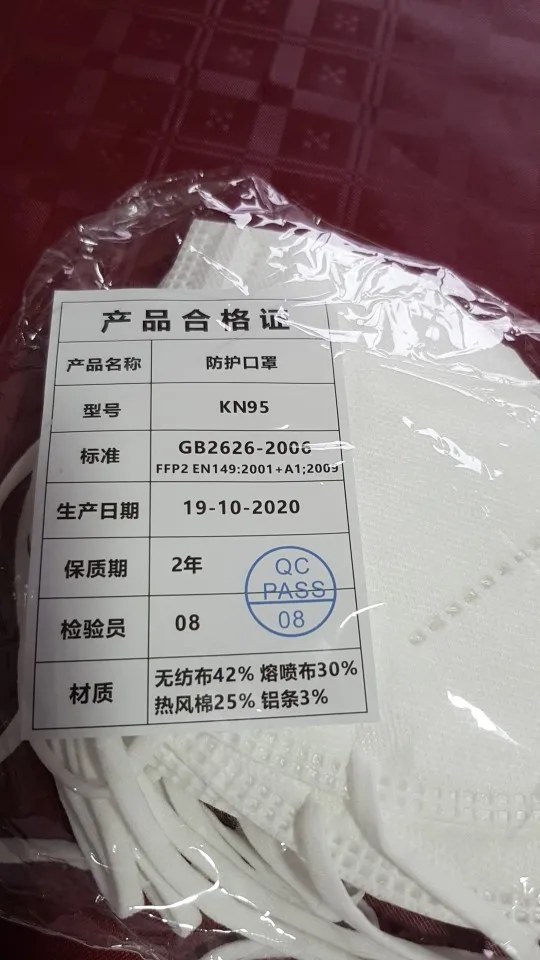 产品合格证
产品名称 防护口罩
型号 KN95
标准 GB2626-2006
FFP2 EN149:2001+A1;2009
生产日期 19-10-2020
保质期 2年
QC
PASS
08
检验员 08
材质 无纺布42% 熔喷布30%
热风棉25% 铝条3%